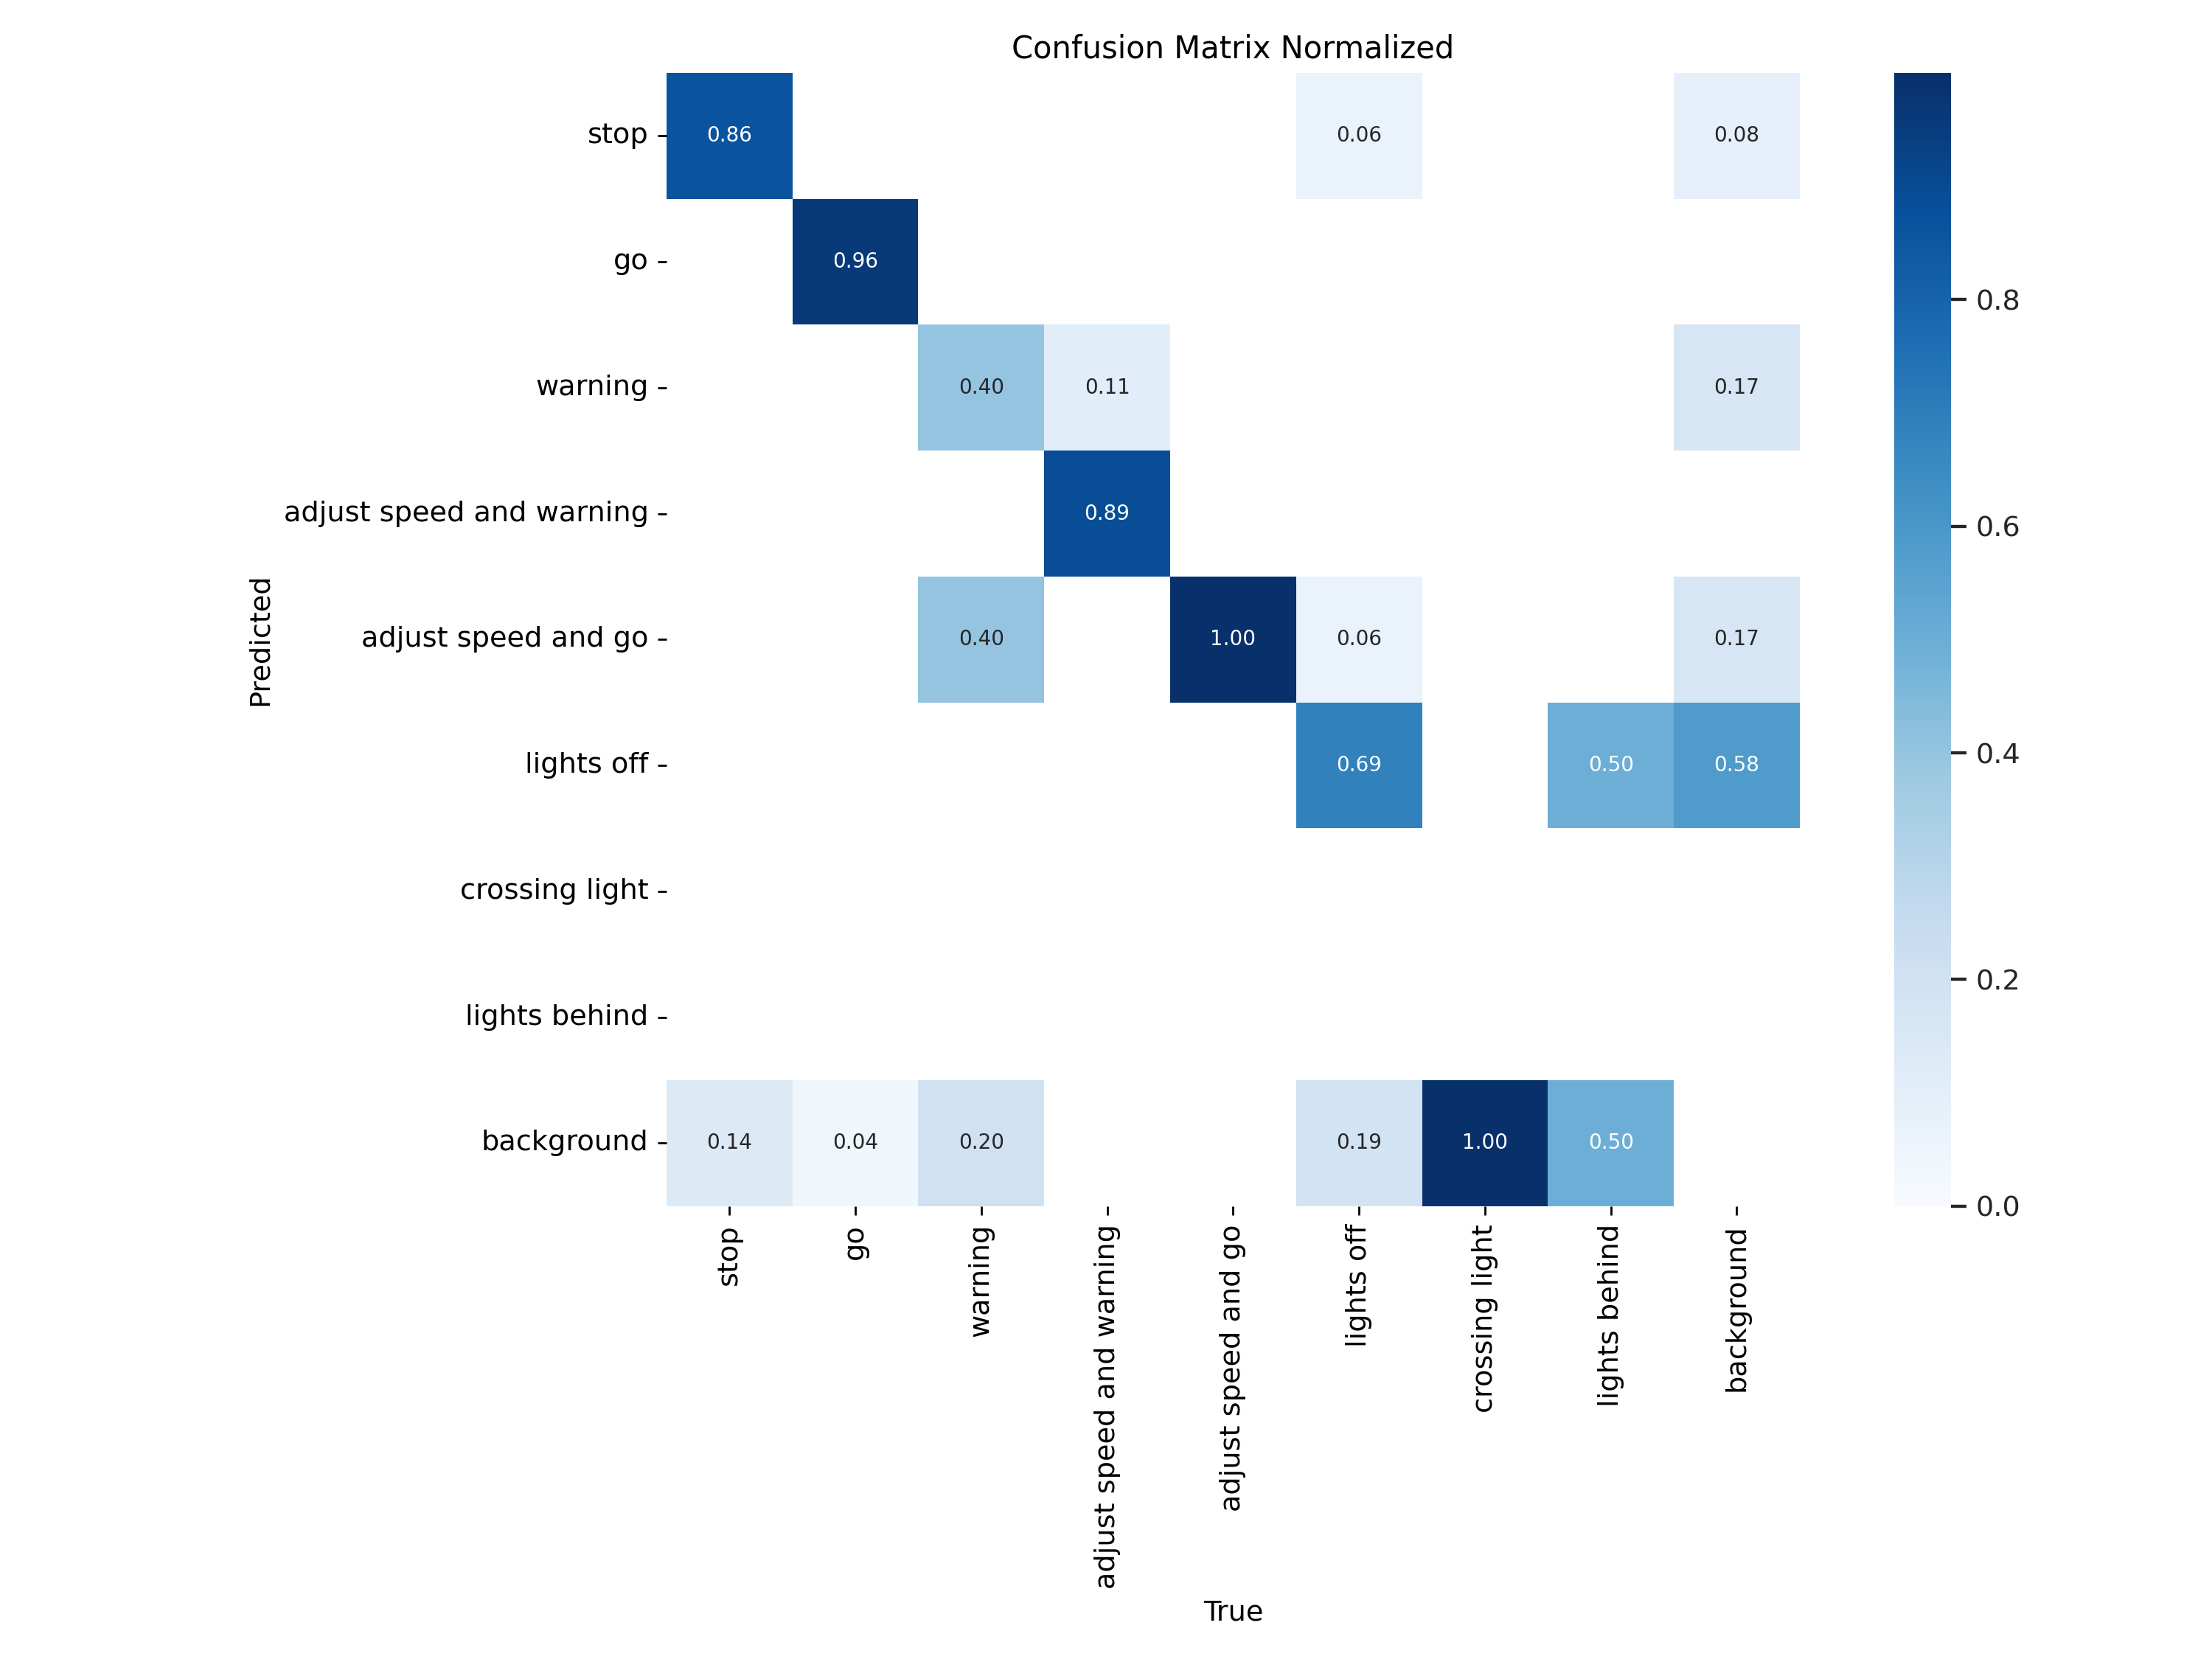 Confusion Matrix Normalized
stop 0.86 0.06 0.08
go 0.96
warning 0.40 0.11 0.17
adjust speed and warning 0.89
adjust speed and go 0.40 1.00 0.06 0.17
lights off 0.69 0.50 0.58
crossing light
lights behind
background 0.14 0.04 0.20 0.19 1.00 0.50
Predicted
stop
go
warning
adjust speed and warning
adjust speed and go
lights off
crossing light
lights behind
background
True
0.8
0.6
0.4
0.2
0.0